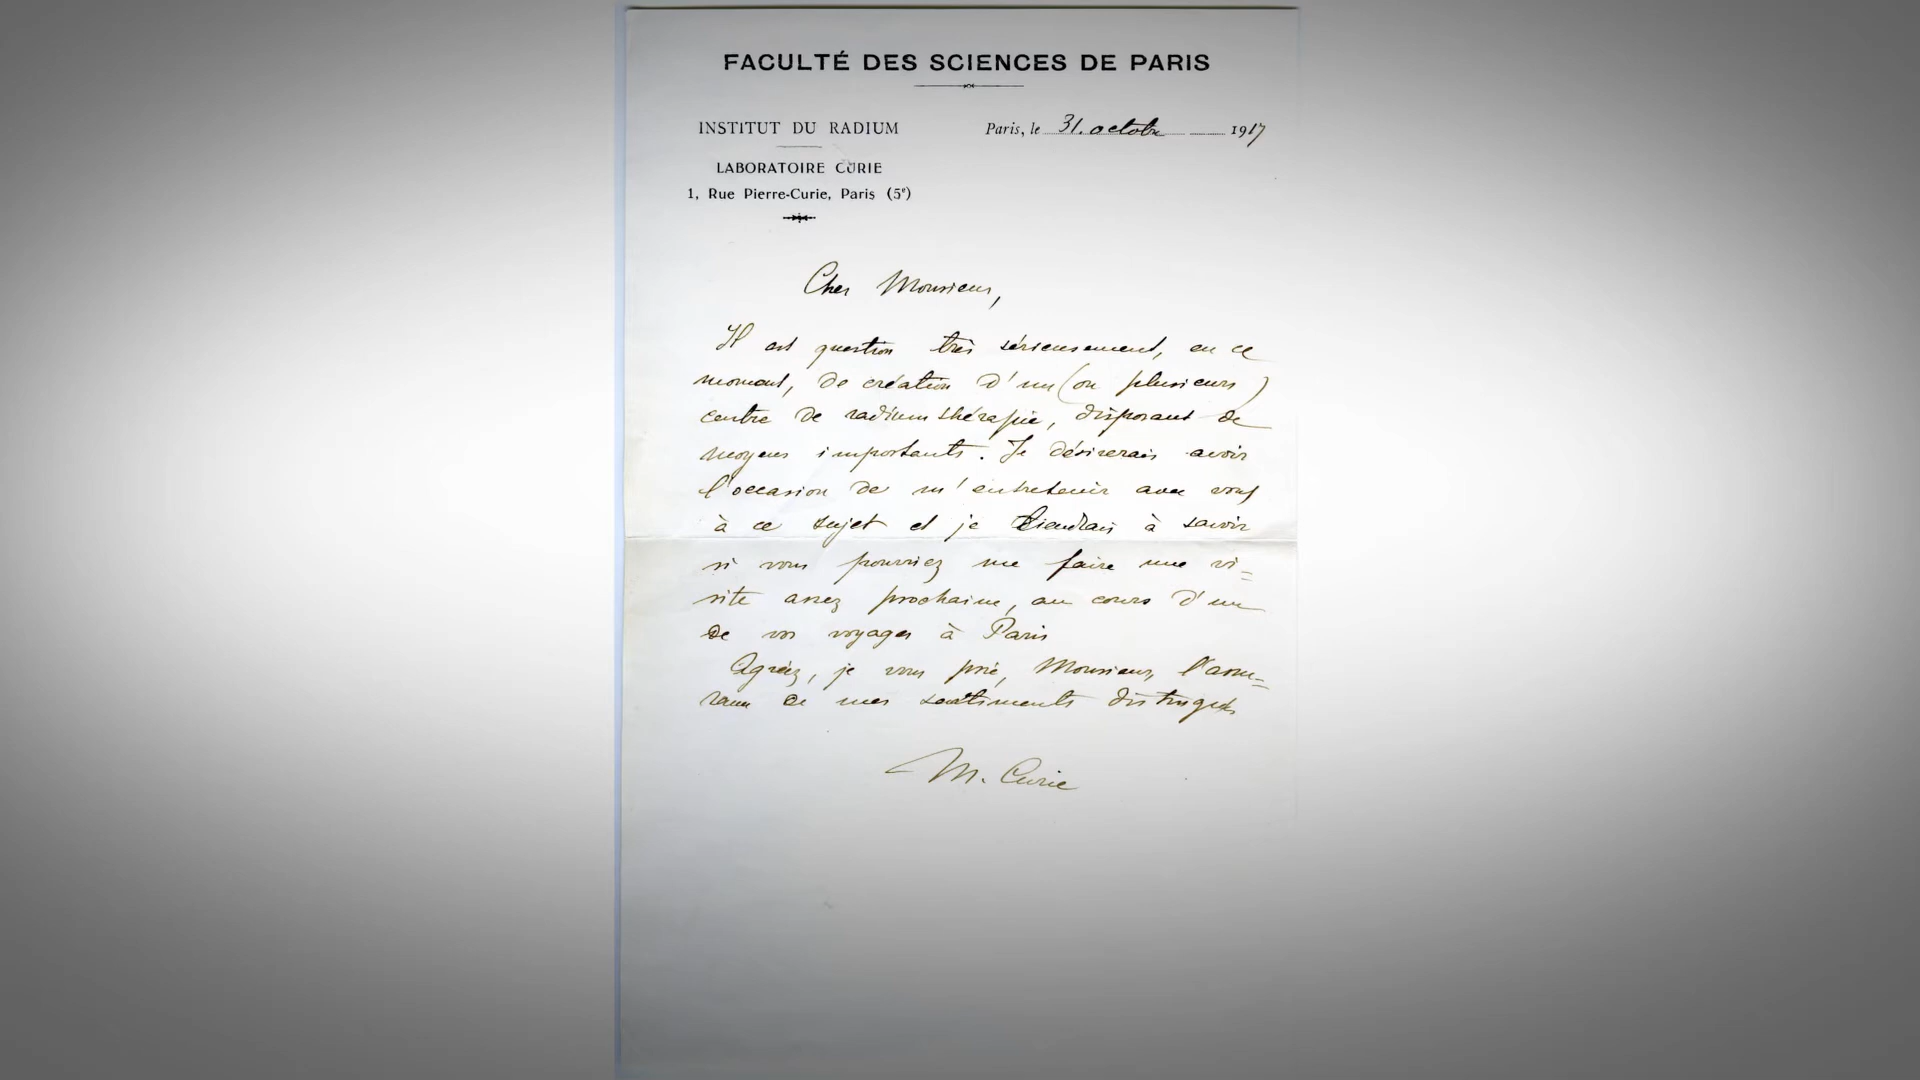 FACULTÉ DES SCIENCES DE PARIS
INSTITUT DU RADIUM
Paris, le 31. octobre 1917
LABORATOIRE CURIE
1, Rue Pierre-Curie, Paris (5e)
Cher Monsieur,
Il est question très sérieusement, en ce
moment, de création d'un (ou plusieurs)
centre de radiumthérapie, disposant de
moyens importants. Je désirerais avoir
l'occasion de m'entretenir avec vous
à ce sujet et je tiendrais à savoir
si vous pourriez me faire une vi=
site assez prochaine, au cours d'un
de vos voyages à Paris
Agréez, je vous prie, Monsieur, l'assu=
rance de mes sentiments distingués
M. Curie